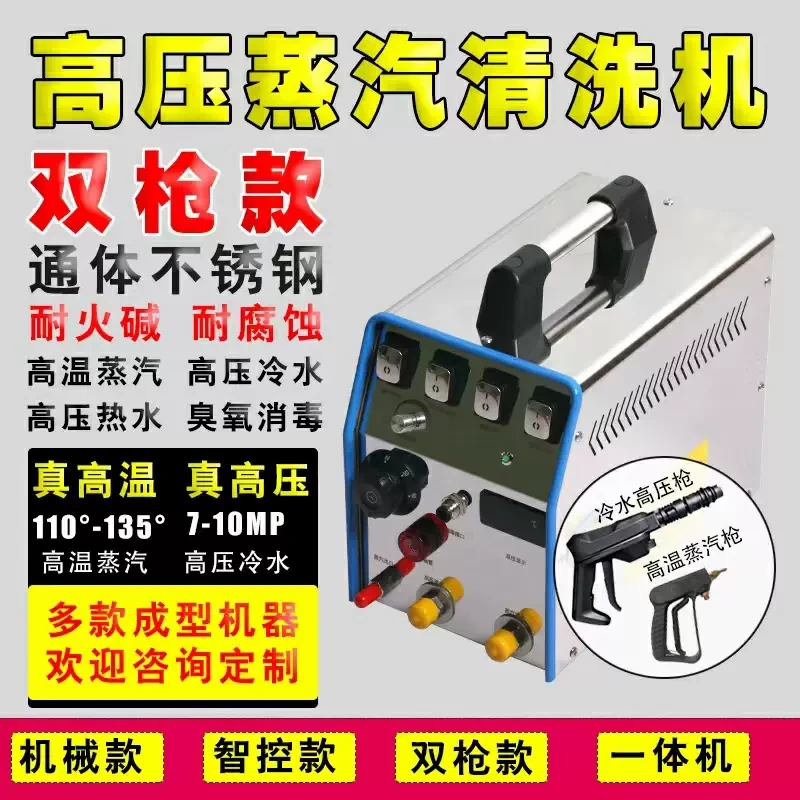 高压蒸汽清洗机
双枪款
通体不锈钢
耐火碱 耐腐蚀
高温蒸汽 高压冷水
高压热水 臭氧消毒
真高温 真高压
110°-135° 7-10MP
高温蒸汽 高压冷水
多款成型机器
欢迎咨询定制
冷水高压枪
高温蒸汽枪
机械款 智控款 双枪款 一体机